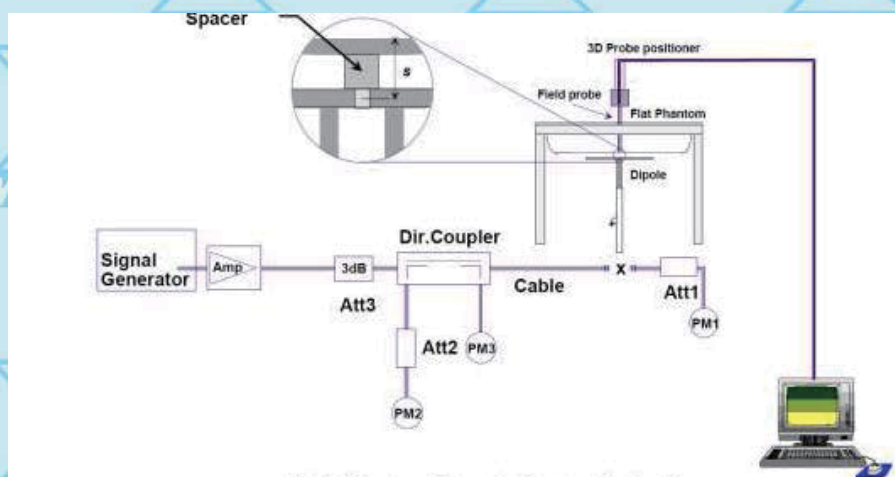 Spacer
s
3D Probe positioner
Field probe
Flat Phantom
Dipole
Signal
Generator
Amp
3dB
Att3
Dir.Coupler
Cable
x
Att1
PM1
Att2
PM3
PM2